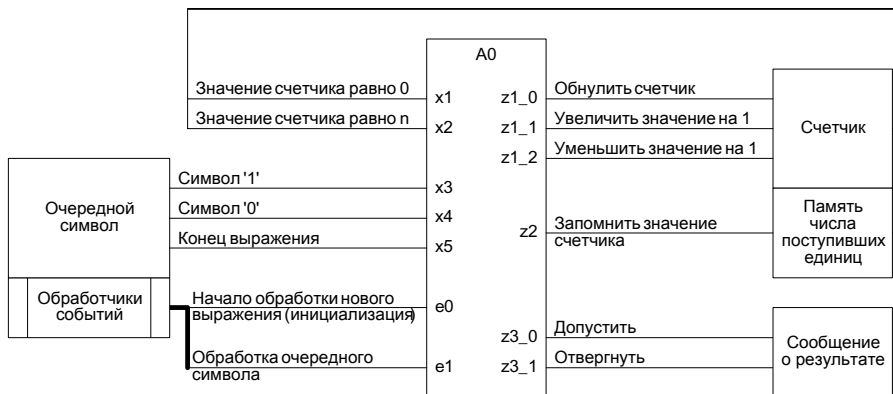 A0
Значение счетчика равно 0
x1
z1_0
Обнулить счетчик
Значение счетчика равно n
x2
z1_1
Увеличить значение на 1
Счетчик
z1_2
Уменьшить значение на 1
Очередной
символ
Символ '1'
x3
Символ '0'
x4
Конец выражения
x5
z2
Запомнить значение
счетчика
Память
числа
поступивших
единиц
Обработчики
событий
Начало обработки нового
выражения (инициализация)
e0
Обработка очередного
символа
e1
z3_0
Допустить
z3_1
Отвергнуть
Сообщение
о результате